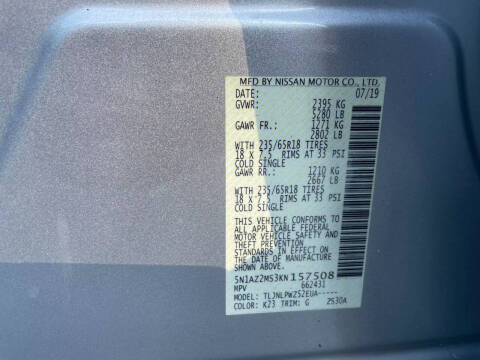 MFD BY NISSAN MOTOR CO., LTD.
DATE: 07/19
GVWR: 2395 KG
5280 LB
GAWR FR.: 1271 KG
2802 LB
WITH 235/65R18 TIRES
18 X 7.5 RIMS AT 33 PSI
COLD SINGLE
GAWR RR.: 1210 KG
2667 LB
WITH 235/65R18 TIRES
18 X 7.5 RIMS AT 33 PSI
COLD SINGLE
THIS VEHICLE CONFORMS TO
ALL APPLICABLE FEDERAL
MOTOR VEHICLE SAFETY AND
THEFT PREVENTION
STANDARDS IN EFFECT ON
THE DATE OF MANUFACTURE
SHOWN ABOVE.
5N1AZ2MS3KN157508
MPV 662431
MODEL: TLJNLPWZS2EUA-----
COLOR: K23 TRIM: G ZS30A